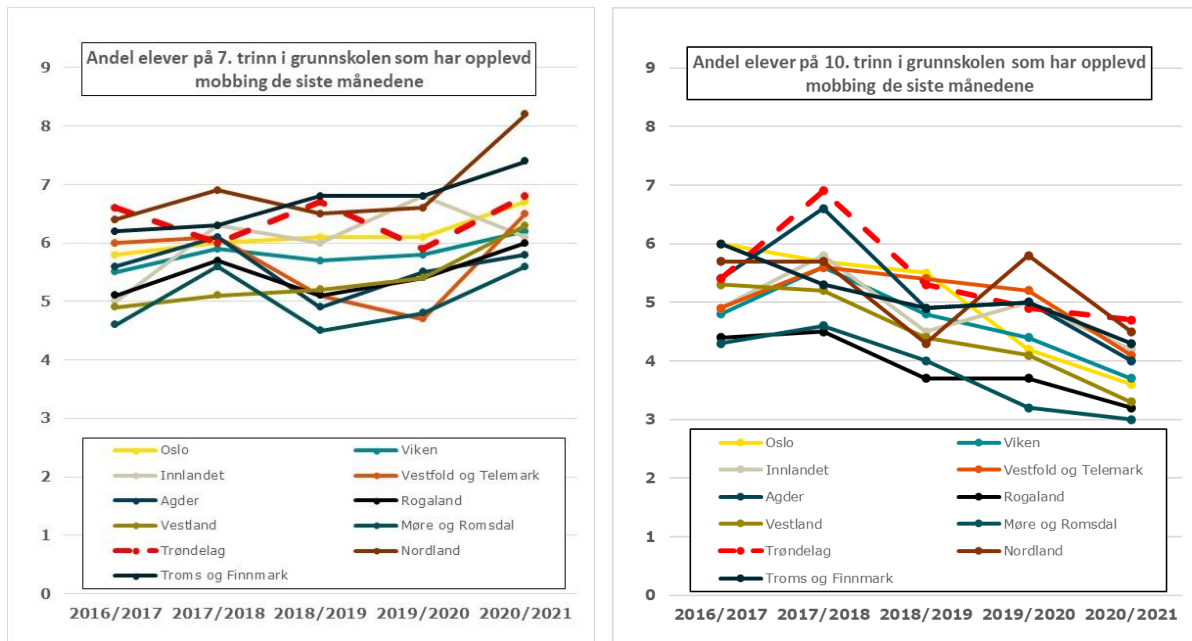 Andel elever på 7. trinn i grunnskolen som har opplevd
mobbing de siste månedene
9
8
7
6
5
4
3
2
1
0
Oslo
Viken
Innlandet
Vestfold og Telemark
Agder
Rogaland
Vestland
Møre og Romsdal
Trøndelag
Nordland
Troms og Finnmark
2016/2017 2017/2018 2018/2019 2019/2020 2020/2021
Andel elever på 10. trinn i grunnskolen som har opplevd
mobbing de siste månedene
9
8
7
6
5
4
3
2
1
0
Oslo
Viken
Innlandet
Vestfold og Telemark
Agder
Rogaland
Vestland
Møre og Romsdal
Trøndelag
Nordland
Troms og Finnmark
2016/2017 2017/2018 2018/2019 2019/2020 2020/2021